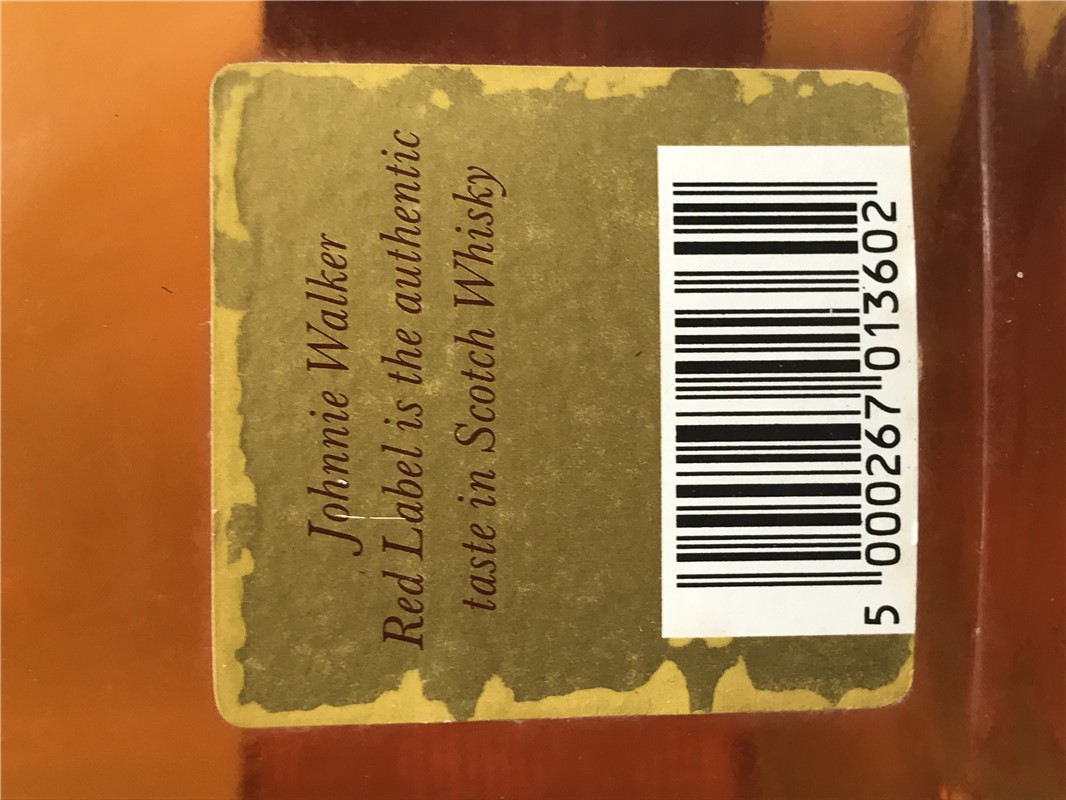 Johnnie Walker
Red Label is the authentic
taste in Scotch Whisky
5 000267 013602